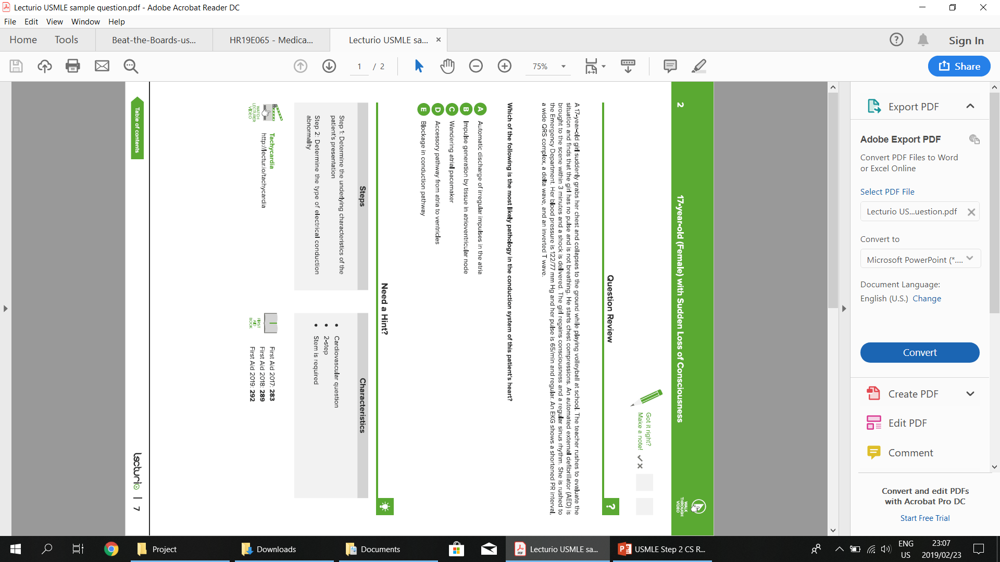 Lecturio USMLE sample question.pdf - Adobe Acrobat Reader DC
File Edit View Window Help
Home Tools Beat-the-Boards-us... HR19E065 - Medica... Lecturio USMLE sa... × Sign In
1 / 2 75% Share
2 17-year-old (Female) with Sudden Loss of Consciousness
WALK
THROUGH
VIDEO
Got it right?
Make a note!
Question Review
?
A 17-year-old girl suddenly grabs her chest and collapses to the ground while playing volleyball at school. The teacher rushes to evaluate the
situation and finds that the girl has no pulse and is not breathing. He starts chest compressions. An automated external defibrillator (AED) is
brought to the scene within 3 minutes and a shock is delivered. The girl regains consciousness and a regular sinus rhythm. She is rushed to
the Emergency Department. Her blood pressure is 122/77 mm Hg and her pulse is 65/min and regular. An EKG shows a shortened PR interval,
a wide QRS complex, a delta wave, and an inverted T wave.
Which of the following is the most likely pathology in the conduction system of this patient's heart?
A Automatic discharge of irregular impulses in the atria
B Impulse generation by tissue in atrioventricular node
C Wandering atrial pacemaker
D Accessory pathway from atria to ventricles
E Blockage in conduction pathway
Need a Hint?
Steps
Step 1: Determine the underlying characteristics of the
patient's presentation
Step 2: Determine the type of electrical conduction
abnormality
Characteristics
• Cardiovascular question
• 2-step
• Stem is required
WATCH
LECTURER
VIDEO
Tachycardia
http://lectur.io/tachycardia
FIRST
AID
BOOK
First Aid 2017: 283
First Aid 2018: 289
First Aid 2019: 292
Table of contents
lecturio | 7
Export PDF
Adobe Export PDF
Convert PDF Files to Word
or Excel Online
Select PDF File
Lecturio US...uestion.pdf
Convert to
Microsoft PowerPoint (*....
Document Language:
English (U.S.) Change
Convert
Create PDF
Edit PDF
Comment
Convert and edit PDFs
with Acrobat Pro DC
Start Free Trial
Project Downloads Documents Lecturio USMLE sa... USMLE Step 2 CS R...
ENG
US
23:07
2019/02/23